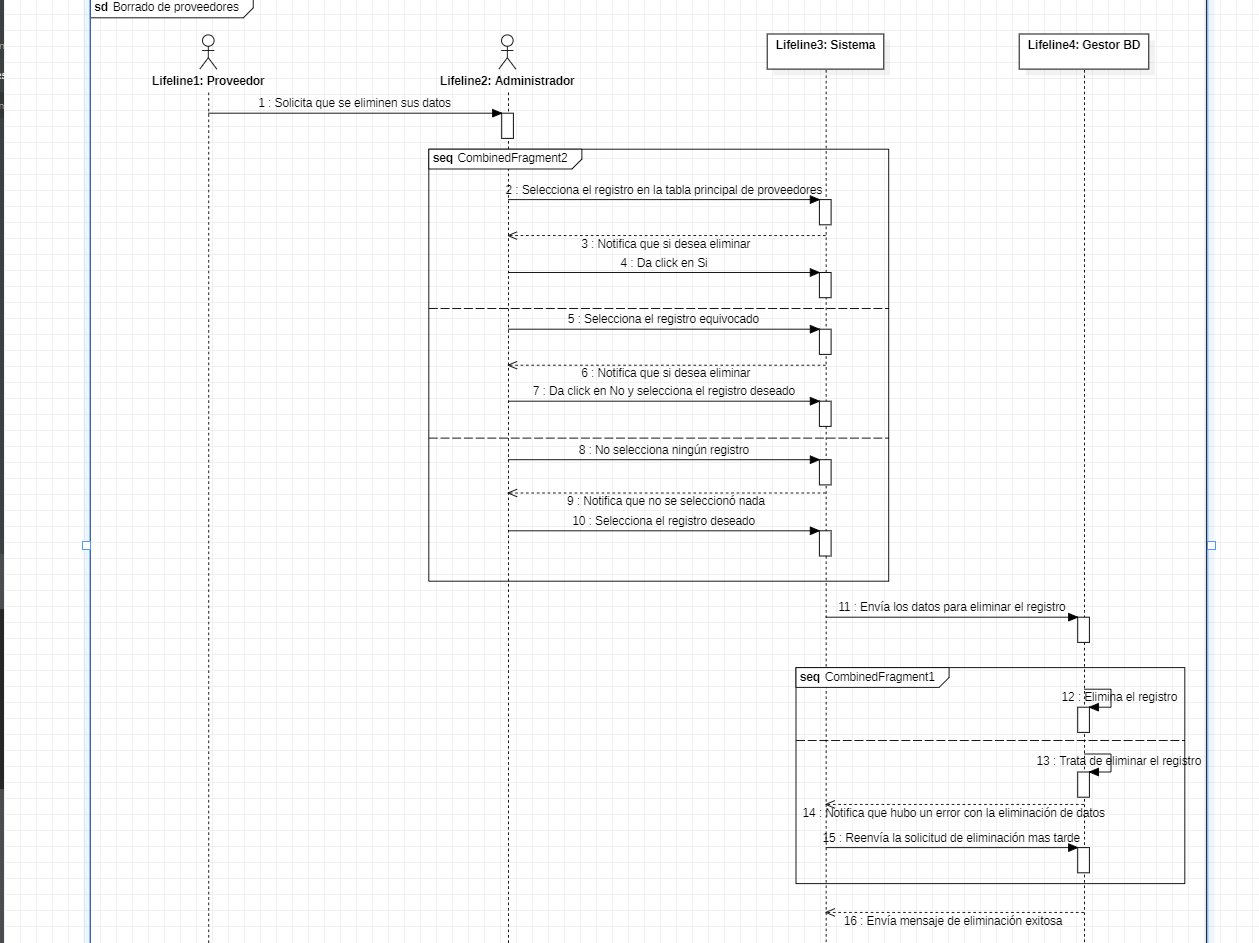 sd Borrado de proveedores
Lifeline3: Sistema
Lifeline4: Gestor BD
Lifeline1: Proveedor
Lifeline2: Administrador
1 : Solicita que se eliminen sus datos
seq CombinedFragment2
2 : Selecciona el registro en la tabla principal de proveedores
3 : Notifica que si desea eliminar
4 : Da click en Si
5 : Selecciona el registro equivocado
6 : Notifica que si desea eliminar
7 : Da click en No y selecciona el registro deseado
8 : No selecciona ningún registro
9 : Notifica que no se seleccionó nada
10 : Selecciona el registro deseado
11 : Envía los datos para eliminar el registro
seq CombinedFragment1
12 : Elimina el registro
13 : Trata de eliminar el registro
14 : Notifica que hubo un error con la eliminación de datos
15 : Reenvía la solicitud de eliminación mas tarde
16 : Envía mensaje de eliminación exitosa